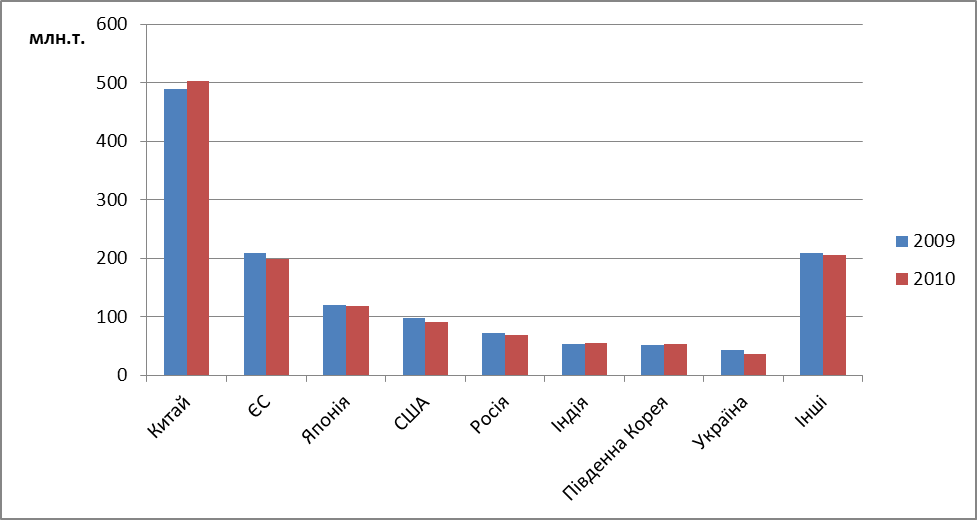 млн.т.
600
500
400
300
200
100
0
Китай
ЄС
Японія
США
Росія
Індія
Південна Корея
Україна
Інші
2009
2010